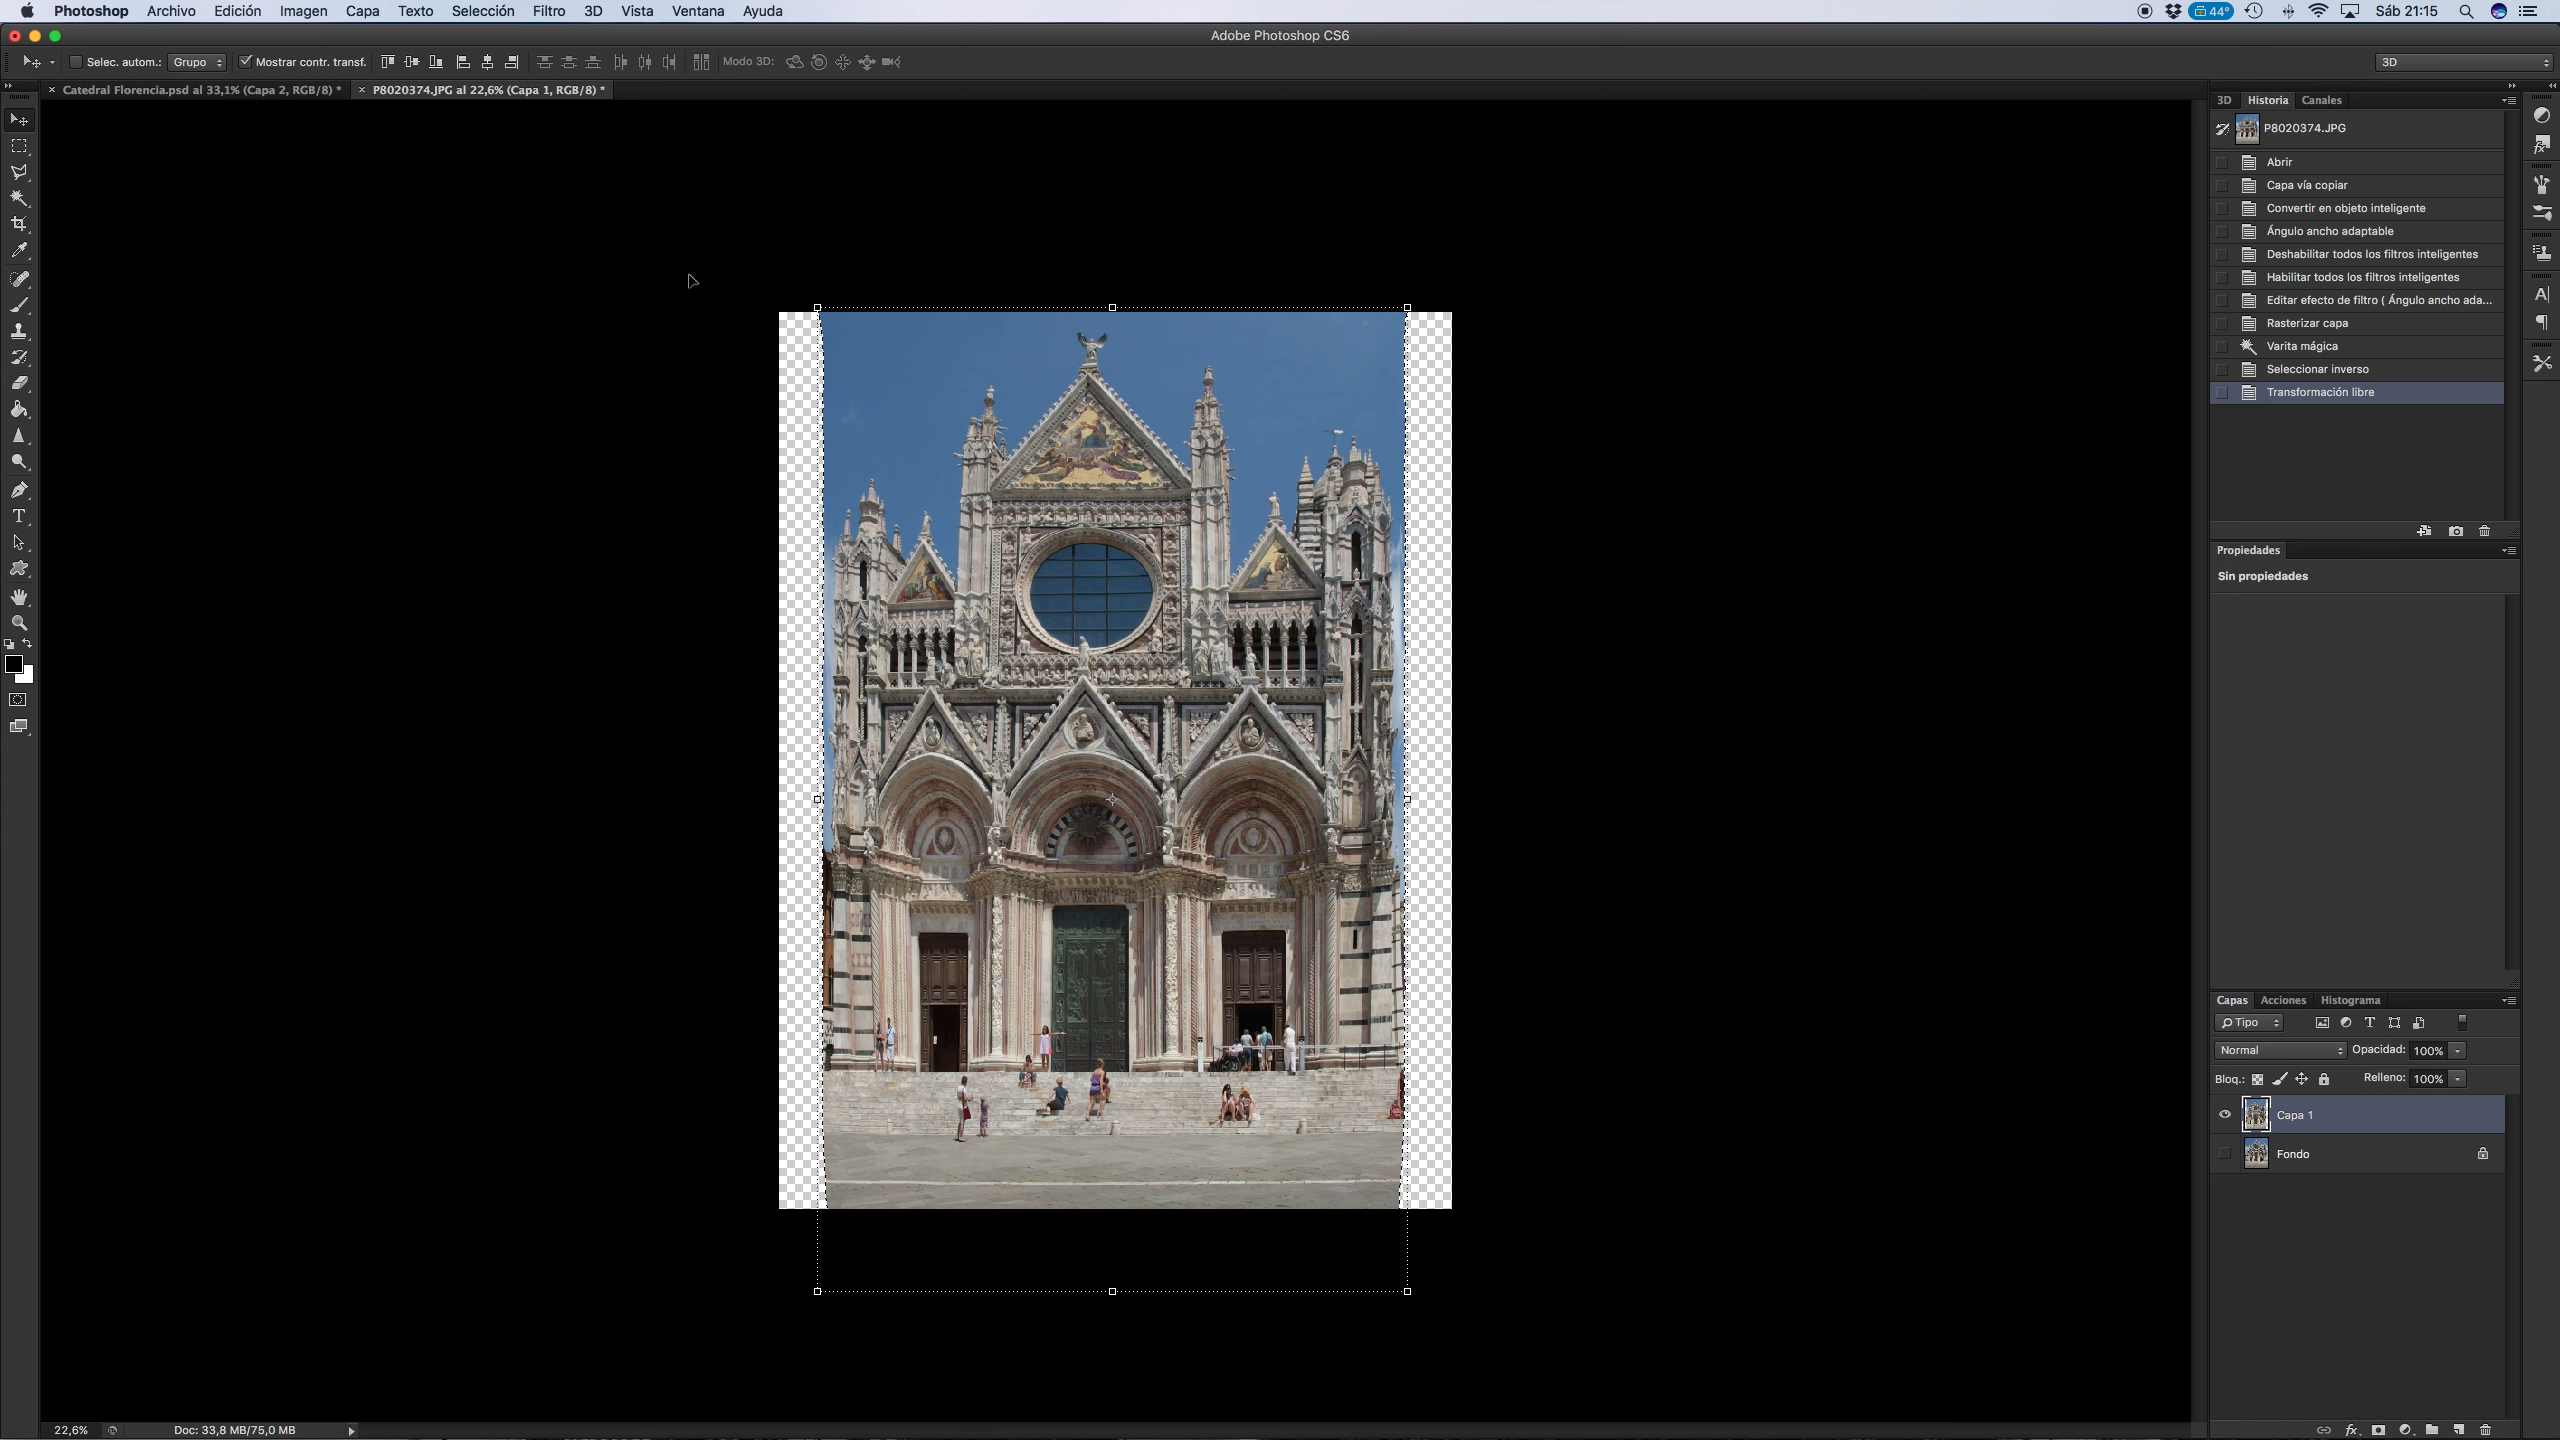 Photoshop Archivo Edición Imagen Capa Texto Selección Filtro 3D Vista Ventana Ayuda 44° Sáb 21:15
Adobe Photoshop CS6
Selec. autom.: Grupo Mostrar contr. transf. Modo 3D: 3D
Catedral Florencia.psd al 33,1% (Capa 2, RGB/8) * P8020374.JPG al 22,6% (Capa 1, RGB/8) *
3D Historia Canales
P8020374.JPG
Abrir
Capa vía copiar
Convertir en objeto inteligente
Ángulo ancho adaptable
Deshabilitar todos los filtros inteligentes
Habilitar todos los filtros inteligentes
Editar efecto de filtro ( Ángulo ancho ada...
Rasterizar capa
Varita mágica
Seleccionar inverso
Transformación libre
Propiedades
Sin propiedades
Capas Acciones Histograma
Tipo
Normal Opacidad: 100%
Bloq.: Relleno: 100%
Capa 1
Fondo
22,6% Doc: 33,8 MB/75,0 MB